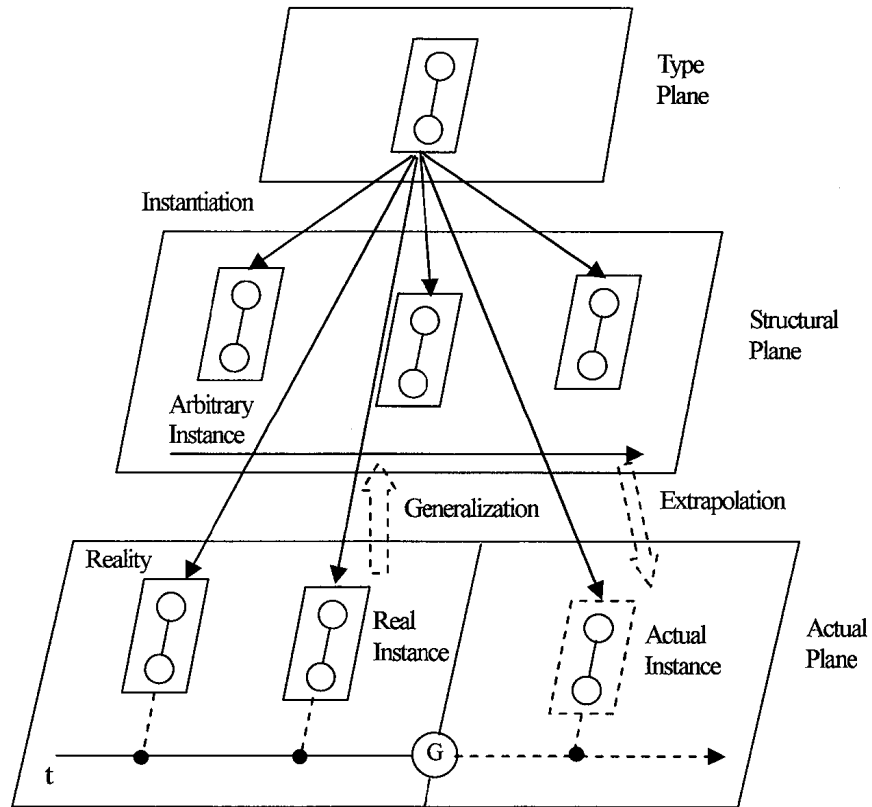 Type
Plane
Instantiation
Structural
Plane
Arbitrary
Instance
Generalization
Extrapolation
Reality
Real
Instance
Actual
Instance
Actual
Plane
G
t